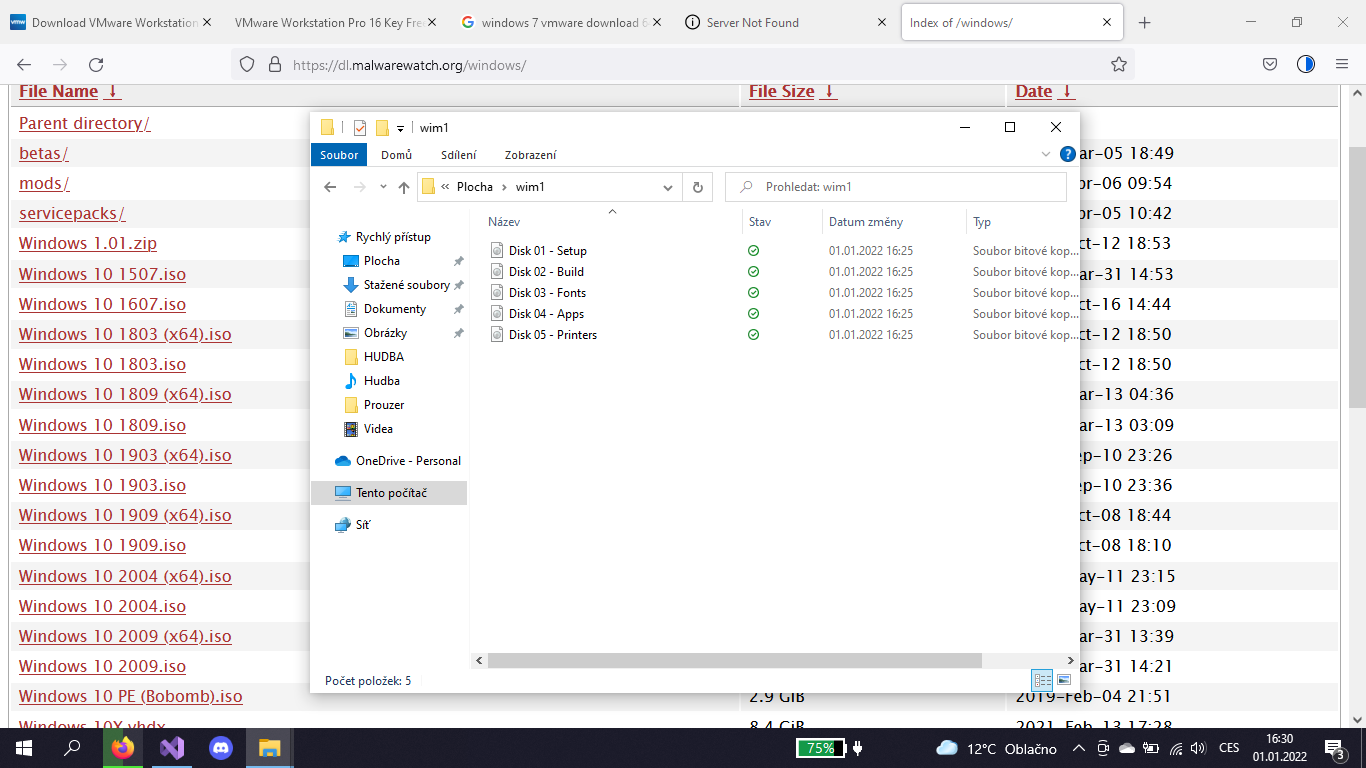 Download VMware Workstation
VMware Workstation Pro 16 Key Free
windows 7 vmware download 6
Server Not Found
Index of /windows/
https://dl.malwarewatch.org/windows/
File Name ↓ File Size ↓ Date ↓
Parent directory/
betas/ ar-05 18:49
mods/ pr-06 09:54
servicepacks/ pr-05 10:42
Windows 1.01.zip ct-12 18:53
Windows 10 1507.iso ar-31 14:53
Windows 10 1607.iso ct-16 14:44
Windows 10 1803 (x64).iso ct-12 18:50
Windows 10 1803.iso ct-12 18:50
Windows 10 1809 (x64).iso ar-13 04:36
Windows 10 1809.iso ar-13 03:09
Windows 10 1903 (x64).iso ep-10 23:26
Windows 10 1903.iso ep-10 23:36
Windows 10 1909 (x64).iso ct-08 18:44
Windows 10 1909.iso ct-08 18:10
Windows 10 2004 (x64).iso ay-11 23:15
Windows 10 2004.iso ay-11 23:09
Windows 10 2009 (x64).iso ar-31 13:39
Windows 10 2009.iso ar-31 14:21
Windows 10 PE (Bobomb).iso 2.9 GiB 2019-Feb-04 21:51
Windows 10X.vhdx 8.4 GiB 2021-Feb-13 17:28
wim1
Soubor Domů Sdílení Zobrazení
« Plocha › wim1
Prohledat: wim1
Rychlý přístup
Plocha
Stažené soubory
Dokumenty
Obrázky
HUDBA
Hudba
Prouzer
Videa
OneDrive - Personal
Tento počítač
Síť
Název Stav Datum změny Typ
Disk 01 - Setup 01.01.2022 16:25 Soubor bitové kop...
Disk 02 - Build 01.01.2022 16:25 Soubor bitové kop...
Disk 03 - Fonts 01.01.2022 16:25 Soubor bitové kop...
Disk 04 - Apps 01.01.2022 16:25 Soubor bitové kop...
Disk 05 - Printers 01.01.2022 16:25 Soubor bitové kop...
Počet položek: 5
75%
12°C Oblačno
CES
16:30
01.01.2022
3